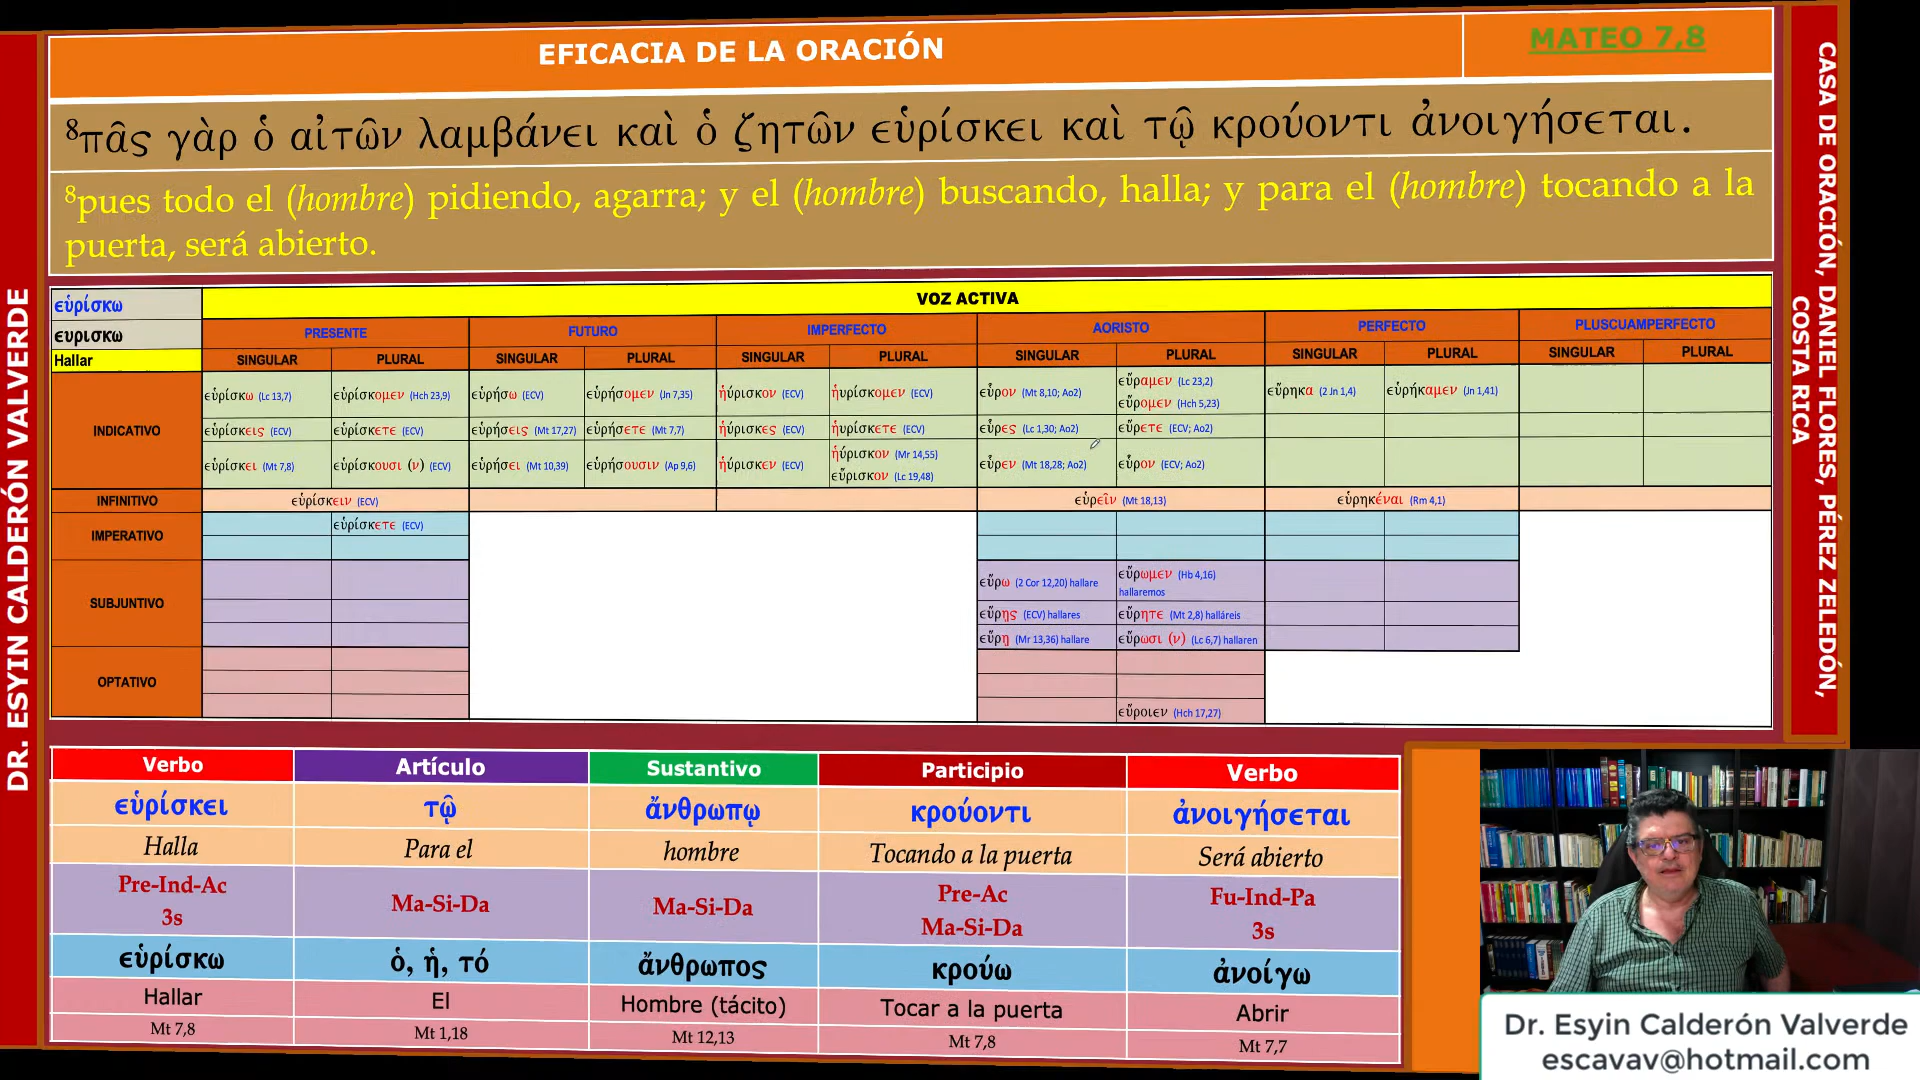 EFICACIA DE LA ORACIÓN
MATEO 7,8
⁸πᾶς γὰρ ὁ αἰτῶν λαμβάνει καὶ ὁ ζητῶν εὑρίσκει καὶ τῷ κρούοντι ἀνοιγήσεται.
⁸pues todo el (hombre) pidiendo, agarra; y el (hombre) buscando, halla; y para el (hombre) tocando a la
puerta, será abierto.
DR. ESYIN CALDERÓN VALVERDE
CASA DE ORACIÓN, DANIEL FLORES, PÉREZ ZELEDÓN,
COSTA RICA
εὑρίσκω VOZ ACTIVA
ευρισκω PRESENTE FUTURO IMPERFECTO AORISTO PERFECTO PLUSCUAMPERFECTO
Hallar SINGULAR PLURAL SINGULAR PLURAL SINGULAR PLURAL SINGULAR PLURAL SINGULAR PLURAL SINGULAR PLURAL
INDICATIVO
εὑρίσκω (Lc 13,7) εὑρίσκομεν (Hch 23,9) εὑρήσω (ECV) εὑρήσομεν (Jn 7,35) ἡύρισκον (ECV) ἡυρίσκομεν (ECV) εὗρον (Mt 8,10; Ao2) εὕραμεν (Lc 23,2) εὕρομεν (Hch 5,23) εὕρηκα (2 Jn 1,4) εὑρήκαμεν (Jn 1,41)
εὑρίσκεις (ECV) εὑρίσκετε (ECV) εὑρήσεις (Mt 17,27) εὑρήσετε (Mt 7,7) ἡύρισκες (ECV) ἡυρίσκετε (ECV) εὗρες (Lc 1,30; Ao2) εὕρετε (ECV; Ao2)
εὑρίσκει (Mt 7,8) εὑρίσκουσι (ν) (ECV) εὑρήσει (Mt 10,39) εὑρήσουσιν (Ap 9,6) ἡύρισκεν (ECV) ἡύρισκον (Mr 14,55) εὕρισκον (Lc 19,48) εὗρεν (Mt 18,28; Ao2) εὗρον (ECV; Ao2)
INFINITIVO εὑρίσκειν (ECV) εὑρεῖν (Mt 18,13) εὑρηκέναι (Rm 4,1)
IMPERATIVO εὑρίσκετε (ECV)
SUBJUNTIVO
εὕρω (2 Cor 12,20) hallare εὕρωμεν (Hb 4,16) hallaremos
εὕρῃς (ECV) hallares εὕρητε (Mt 2,8) halláreis
εὕρῃ (Mr 13,36) hallare εὕρωσι (ν) (Lc 6,7) hallaren
OPTATIVO
εὕροιεν (Hch 17,27)
Verbo Artículo Sustantivo Participio Verbo
εὑρίσκει τῷ ἄνθρωπῳ κρούοντι ἀνοιγήσεται
Halla Para el hombre Tocando a la puerta Será abierto
Pre-Ind-Ac 3s Ma-Si-Da Ma-Si-Da Pre-Ac Ma-Si-Da Fu-Ind-Pa 3s
εὑρίσκω ὁ, ἡ, τό ἄνθρωπος κρούω ἀνοίγω
Hallar El Hombre (tácito) Tocar a la puerta Abrir
Mt 7,8 Mt 1,18 Mt 12,13 Mt 7,8 Mt 7,7
Dr. Esyin Calderón Valverde
escavav@hotmail.com